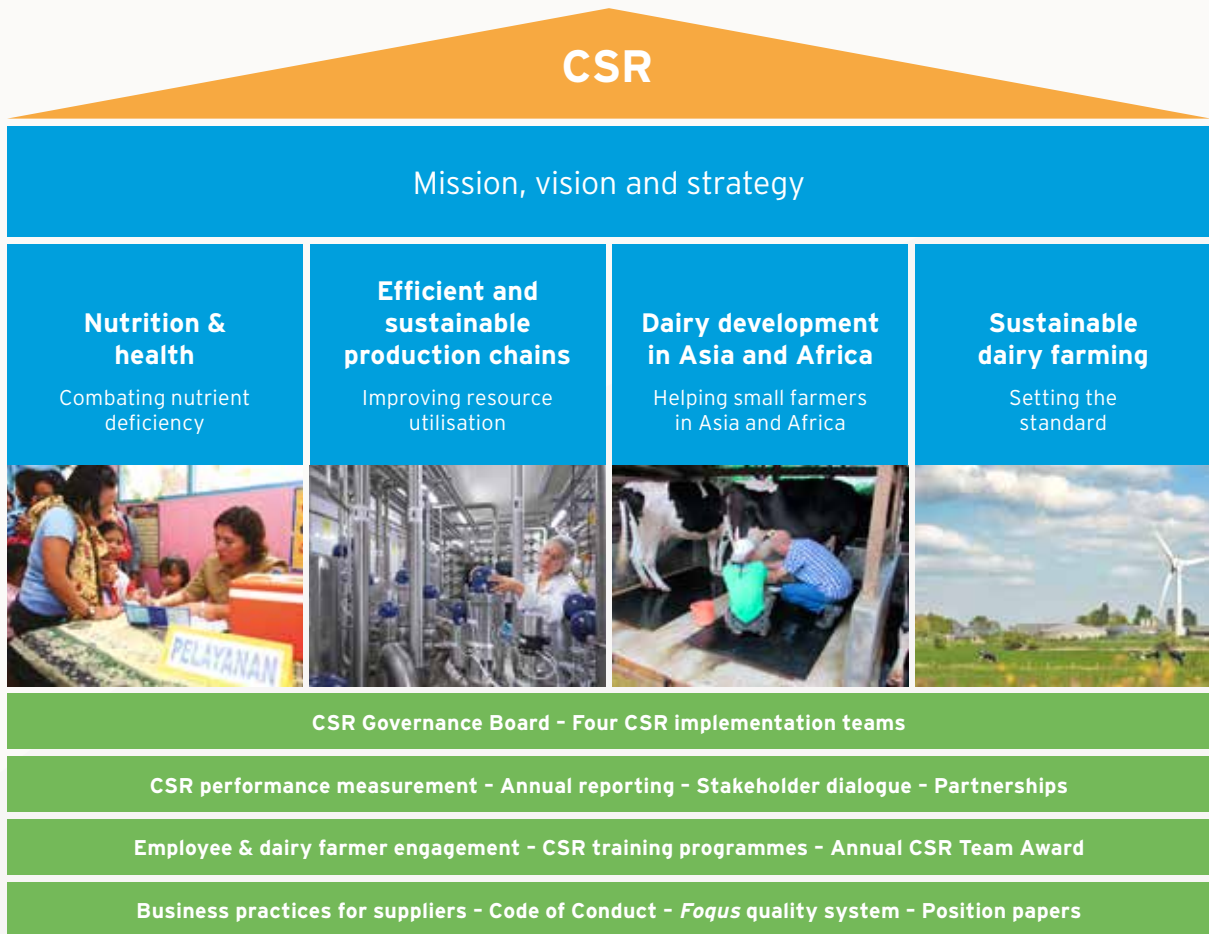 CSR
Mission, vision and strategy
Nutrition &
health
Combating nutrient
deficiency
Efficient and
sustainable
production chains
Improving resource
utilisation
Dairy development
in Asia and Africa
Helping small farmers
in Asia and Africa
Sustainable
dairy farming
Setting the
standard
PELAYANAN
CSR Governance Board – Four CSR implementation teams
CSR performance measurement – Annual reporting – Stakeholder dialogue – Partnerships
Employee & dairy farmer engagement – CSR training programmes – Annual CSR Team Award
Business practices for suppliers – Code of Conduct – Foqus quality system – Position papers